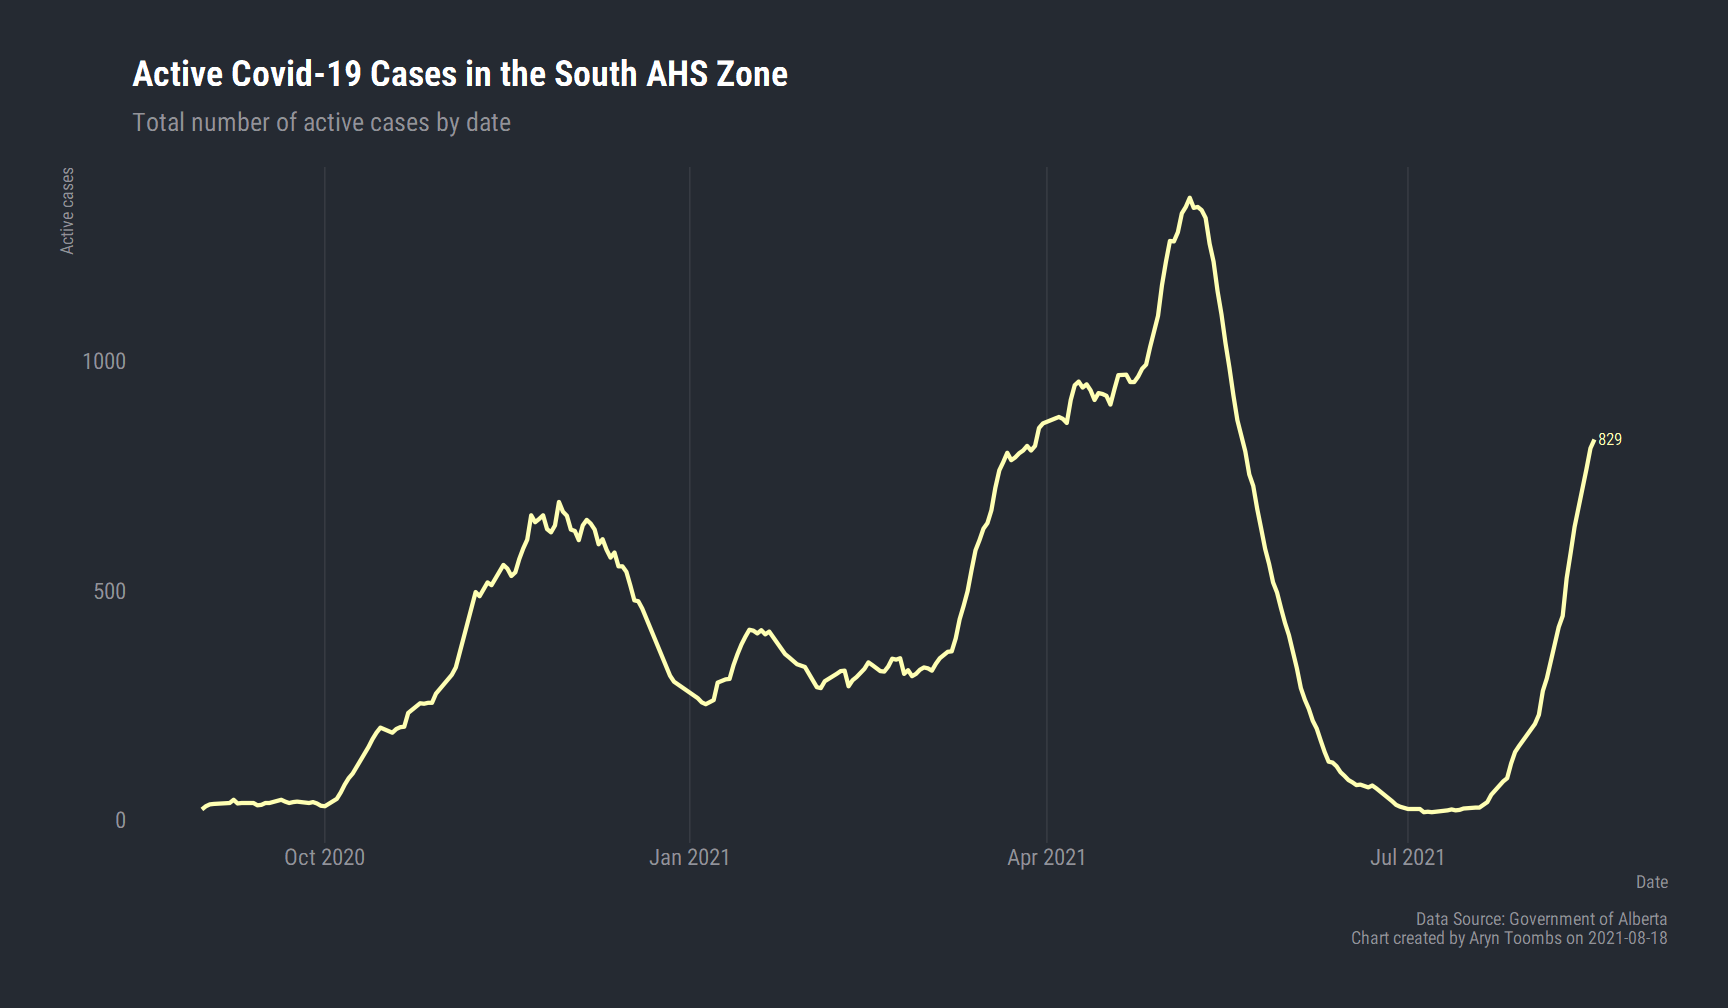 Active Covid-19 Cases in the South AHS Zone
Total number of active cases by date
Active cases
1000
500
0
829
Oct 2020
Jan 2021
Apr 2021
Jul 2021
Date
Data Source: Government of Alberta
Chart created by Aryn Toombs on 2021-08-18